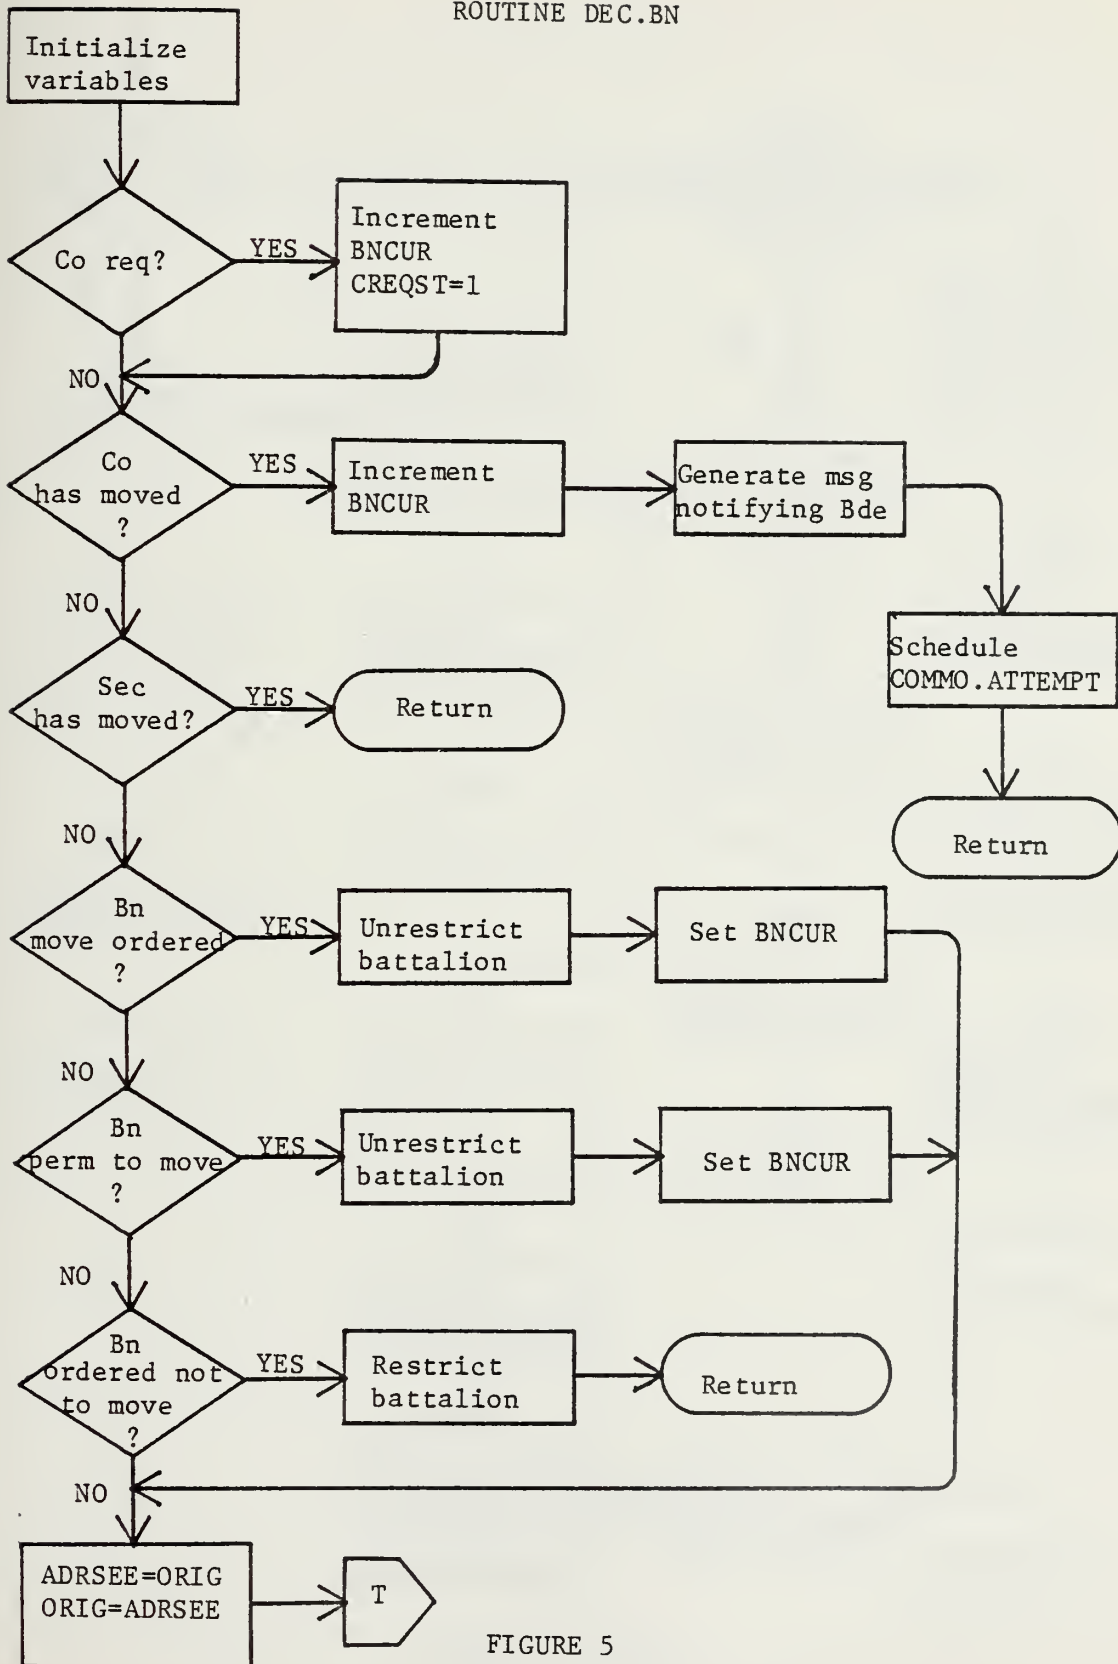 ROUTINE DEC.BN
Initialize
variables
Co req?
YES
Increment
BNCUR
CREQST=1
NO
Co
has moved
?
YES
Increment
BNCUR
Generate msg
notifying Bde
Schedule
COMMO.ATTEMPT
Return
NO
Sec
has moved?
YES
Return
NO
Bn
move ordered
?
YES
Unrestrict
battalion
Set BNCUR
NO
Bn
perm to move
?
YES
Unrestrict
battalion
Set BNCUR
NO
Bn
ordered not
to move
?
YES
Restrict
battalion
Return
NO
ADRSEE=ORIG
ORIG=ADRSEE
T
FIGURE 5